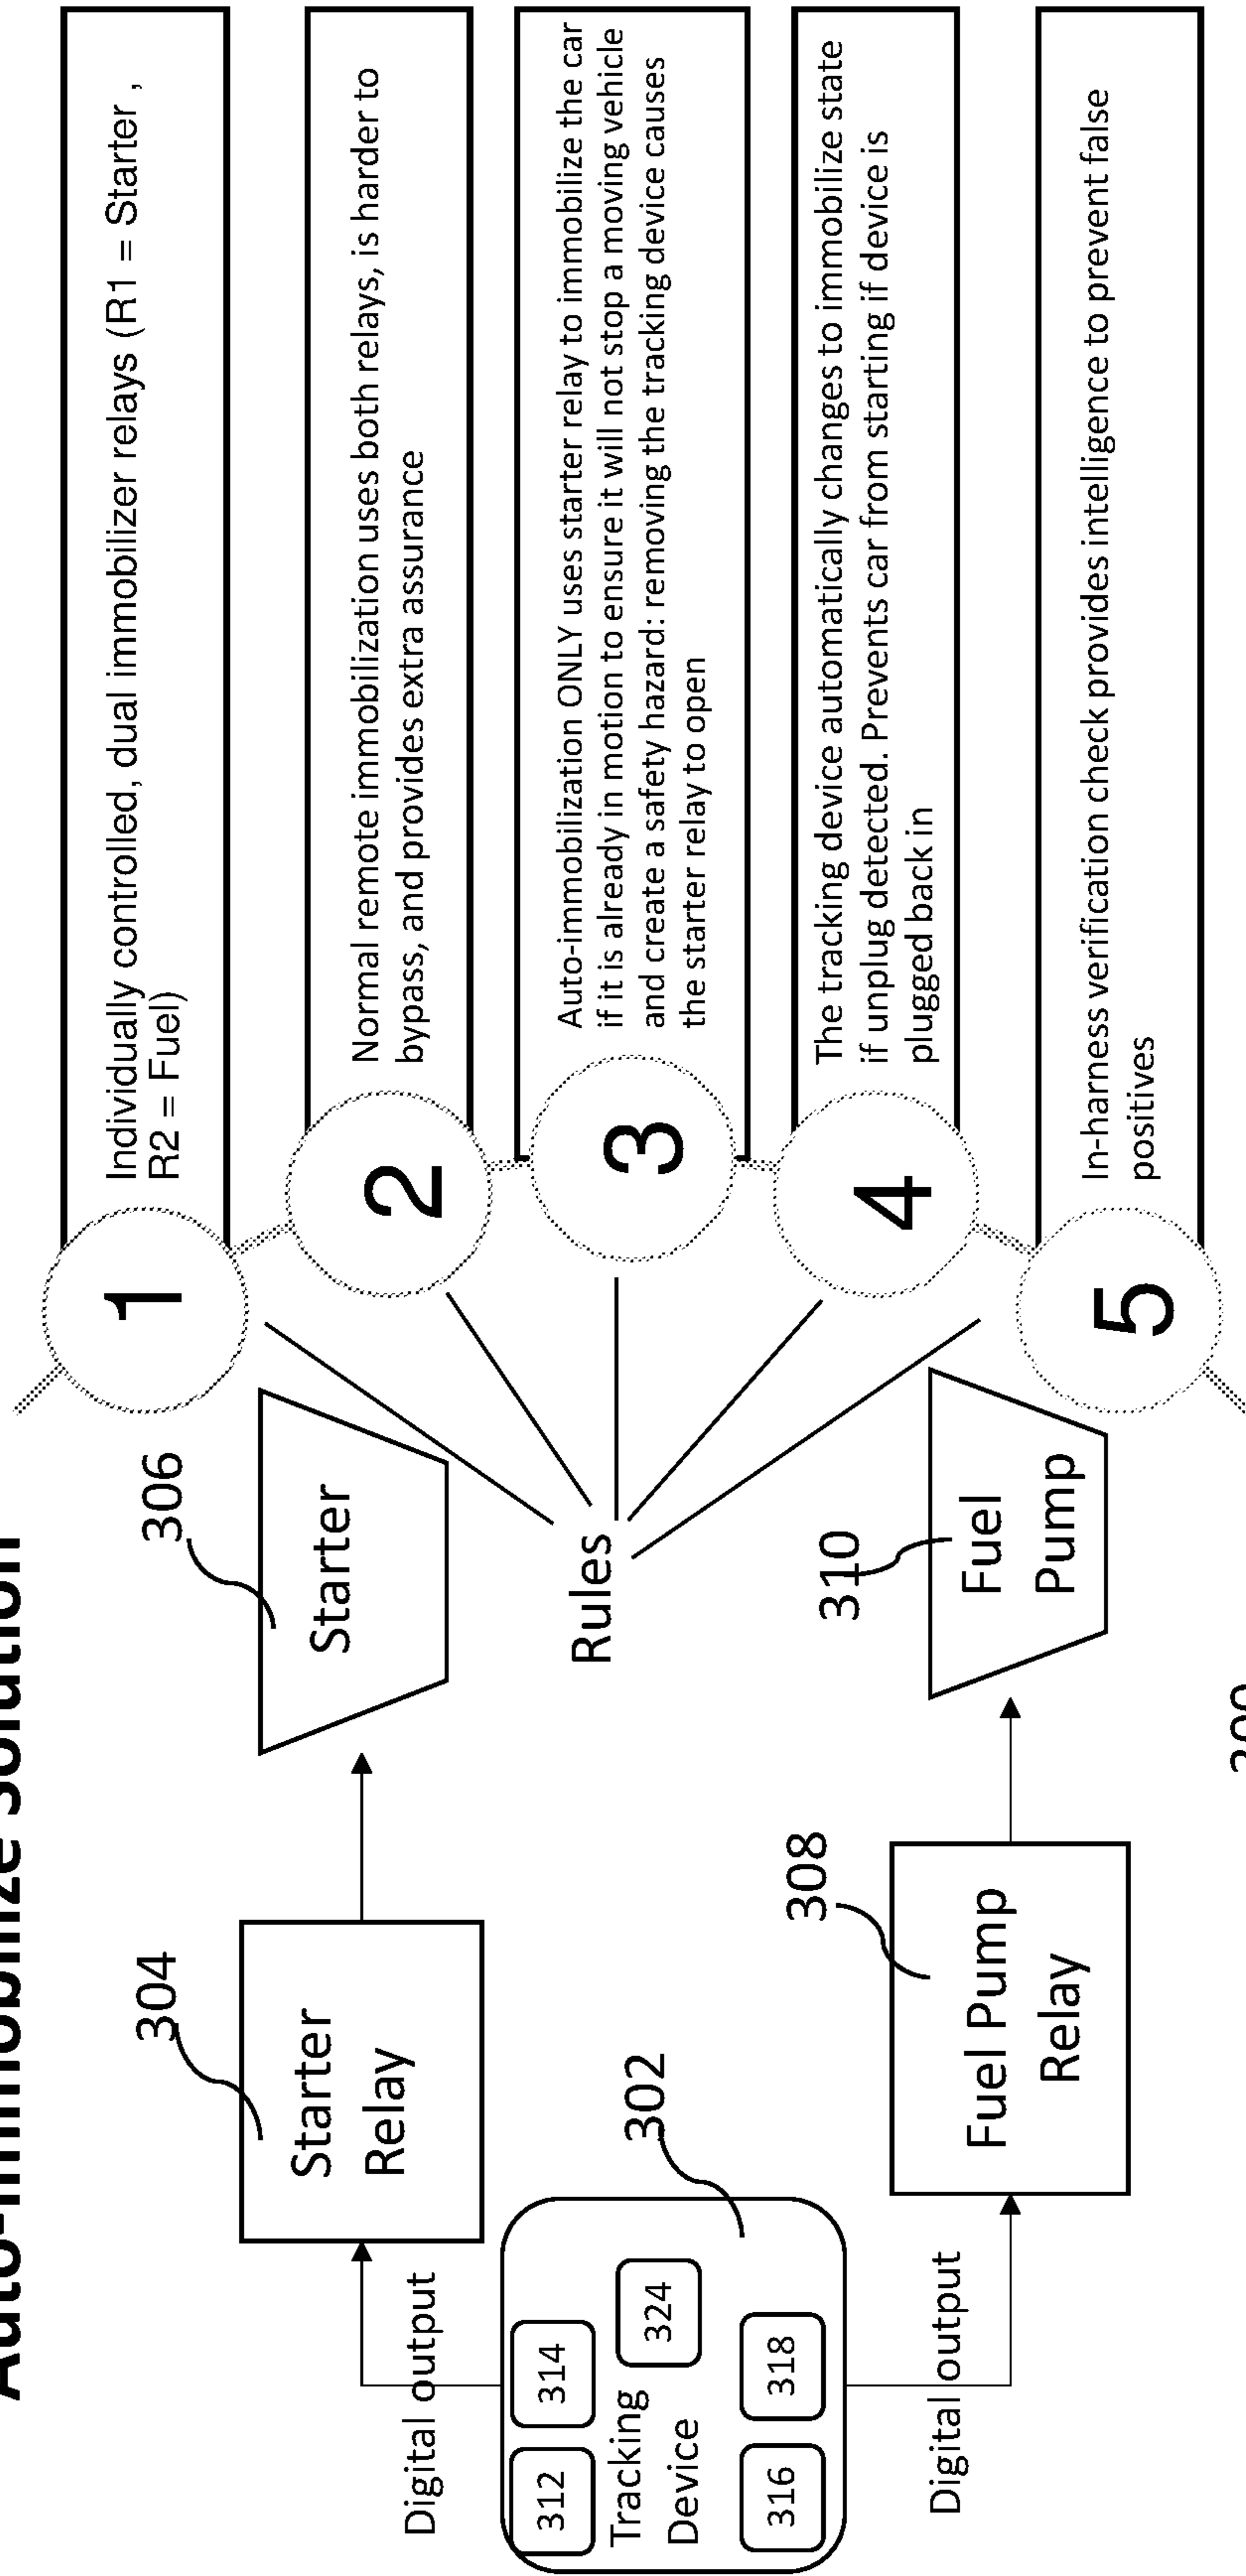 Auto-Immobilize Solution
304
Starter
Relay
306
Starter
Digital output
312
314
Tracking
Device
324
316
318
302
Digital output
308
Fuel Pump
Relay
310
Fuel
Pump
Rules
1
Individually controlled, dual immobilizer relays (R1 = Starter ,
R2 = Fuel)
2
Normal remote immobilization uses both relays, is harder to
bypass, and provides extra assurance
3
Auto-immobilization ONLY uses starter relay to immobilize the car
if it is already in motion to ensure it will not stop a moving vehicle
and create a safety hazard: removing the tracking device causes
the starter relay to open
4
The tracking device automatically changes to immobilize state
if unplug detected. Prevents car from starting if device is
plugged back in
5
In-harness verification check provides intelligence to prevent false
positives